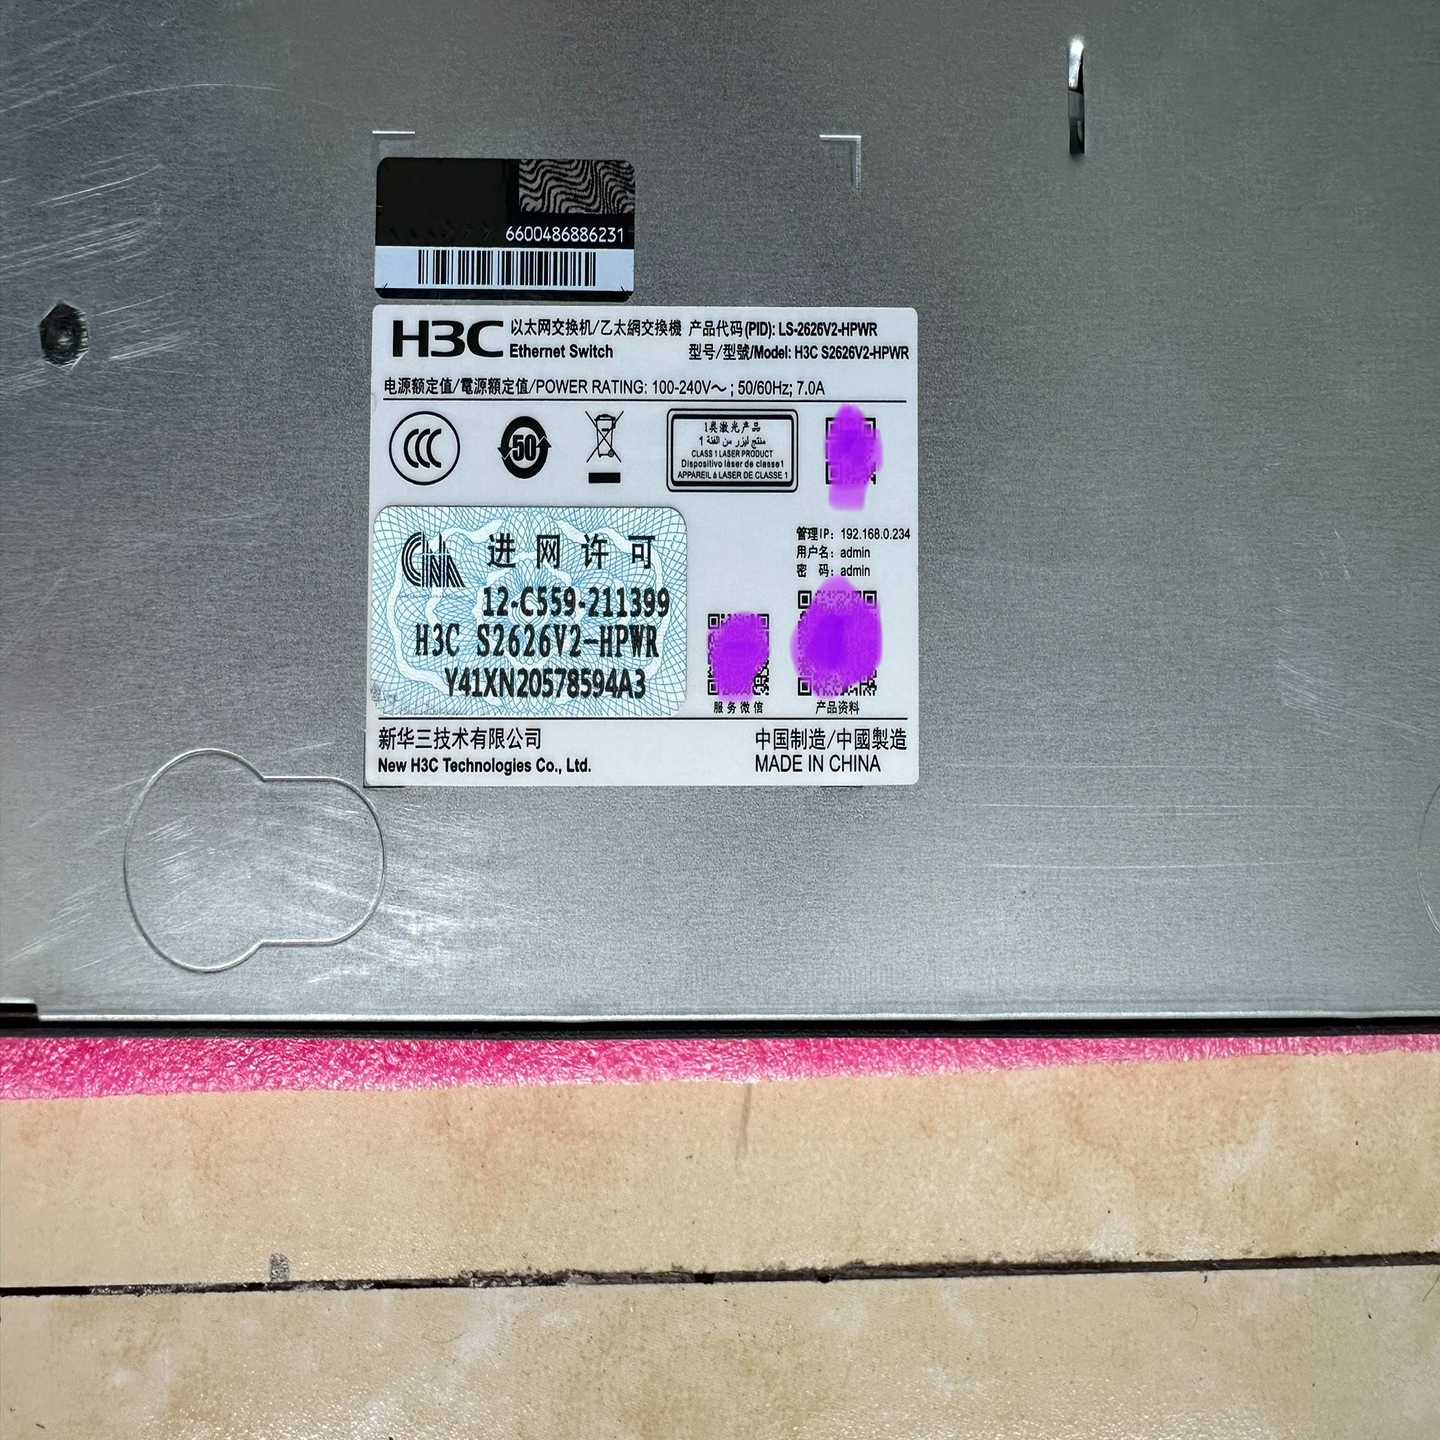 6600486886231
H3C 以太网交换机/乙太網交換機 产品代码(PID): LS-2626V2-HPWR
Ethernet Switch 型号/型號/Model: H3C S2626V2-HPWR
电源额定值/電源額定值/POWER RATING: 100-240V～; 50/60Hz; 7.0A
CCC
50
1类激光产品
منتج ليزر من الفئة 1
CLASS 1 LASER PRODUCT
Dispositivo láser de classe1
APPAREIL à LASER DE CLASSE 1
管理IP: 192.168.0.234
用户名: admin
密 码: admin
进网许可
12-C559-211399
H3C S2626V2-HPWR
Y41XN20578594A3
服务微信
产品资料
新华三技术有限公司
New H3C Technologies Co., Ltd.
中国制造/中國製造
MADE IN CHINA